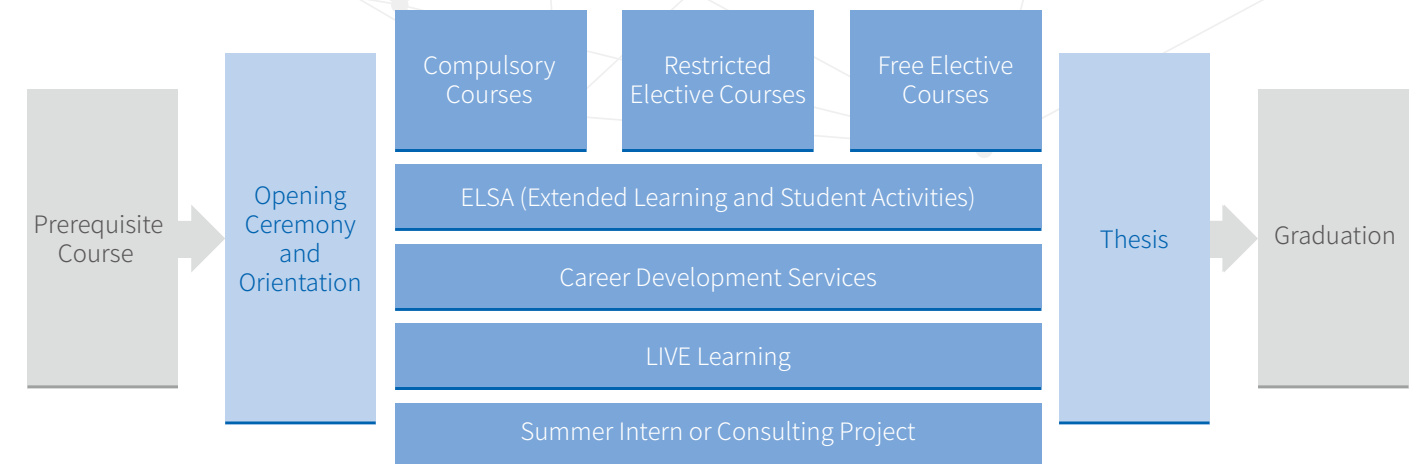 Prerequisite
Course
Opening
Ceremony
and
Orientation
Compulsory
Courses
Restricted
Elective Courses
Free Elective
Courses
ELSA (Extended Learning and Student Activities)
Career Development Services
LIVE Learning
Summer Intern or Consulting Project
Thesis
Graduation